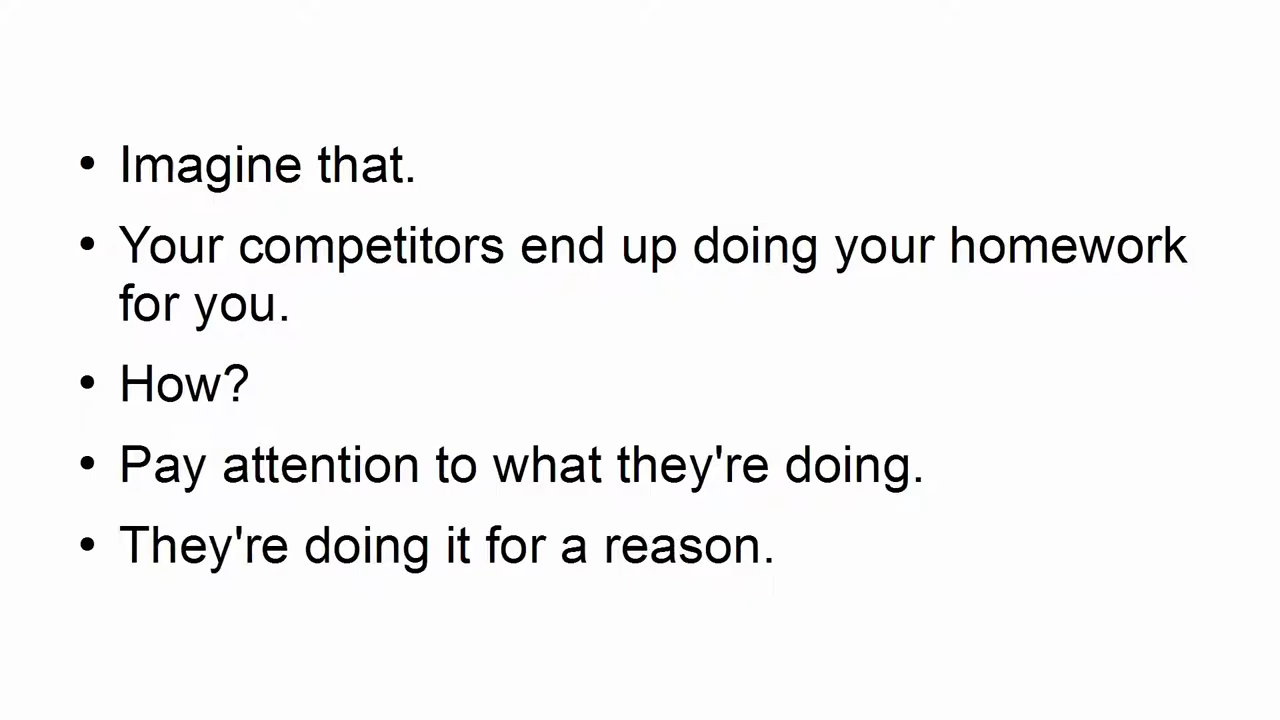 • Imagine that.
• Your competitors end up doing your homework
for you.
• How?
• Pay attention to what they're doing.
• They're doing it for a reason.